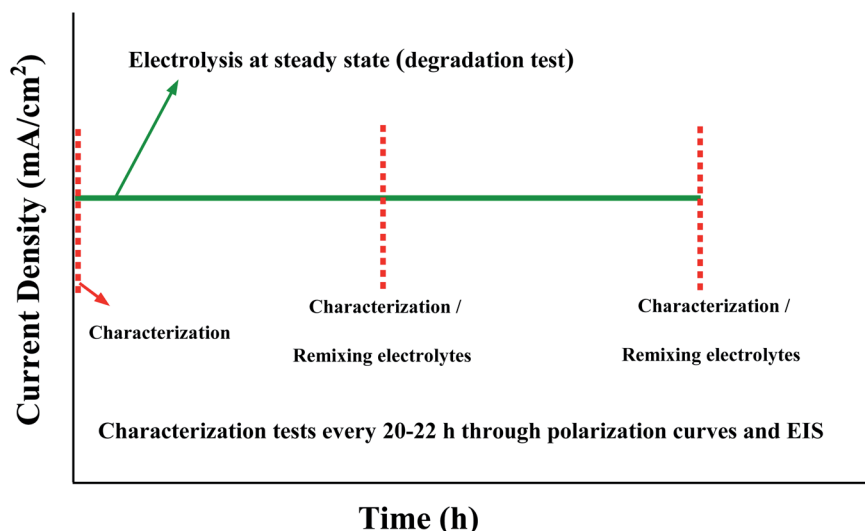 Electrolysis at steady state (degradation test)
Current Density (mA/cm²)
Characterization
Characterization /
Remixing electrolytes
Characterization /
Remixing electrolytes
Characterization tests every 20-22 h through polarization curves and EIS
Time (h)